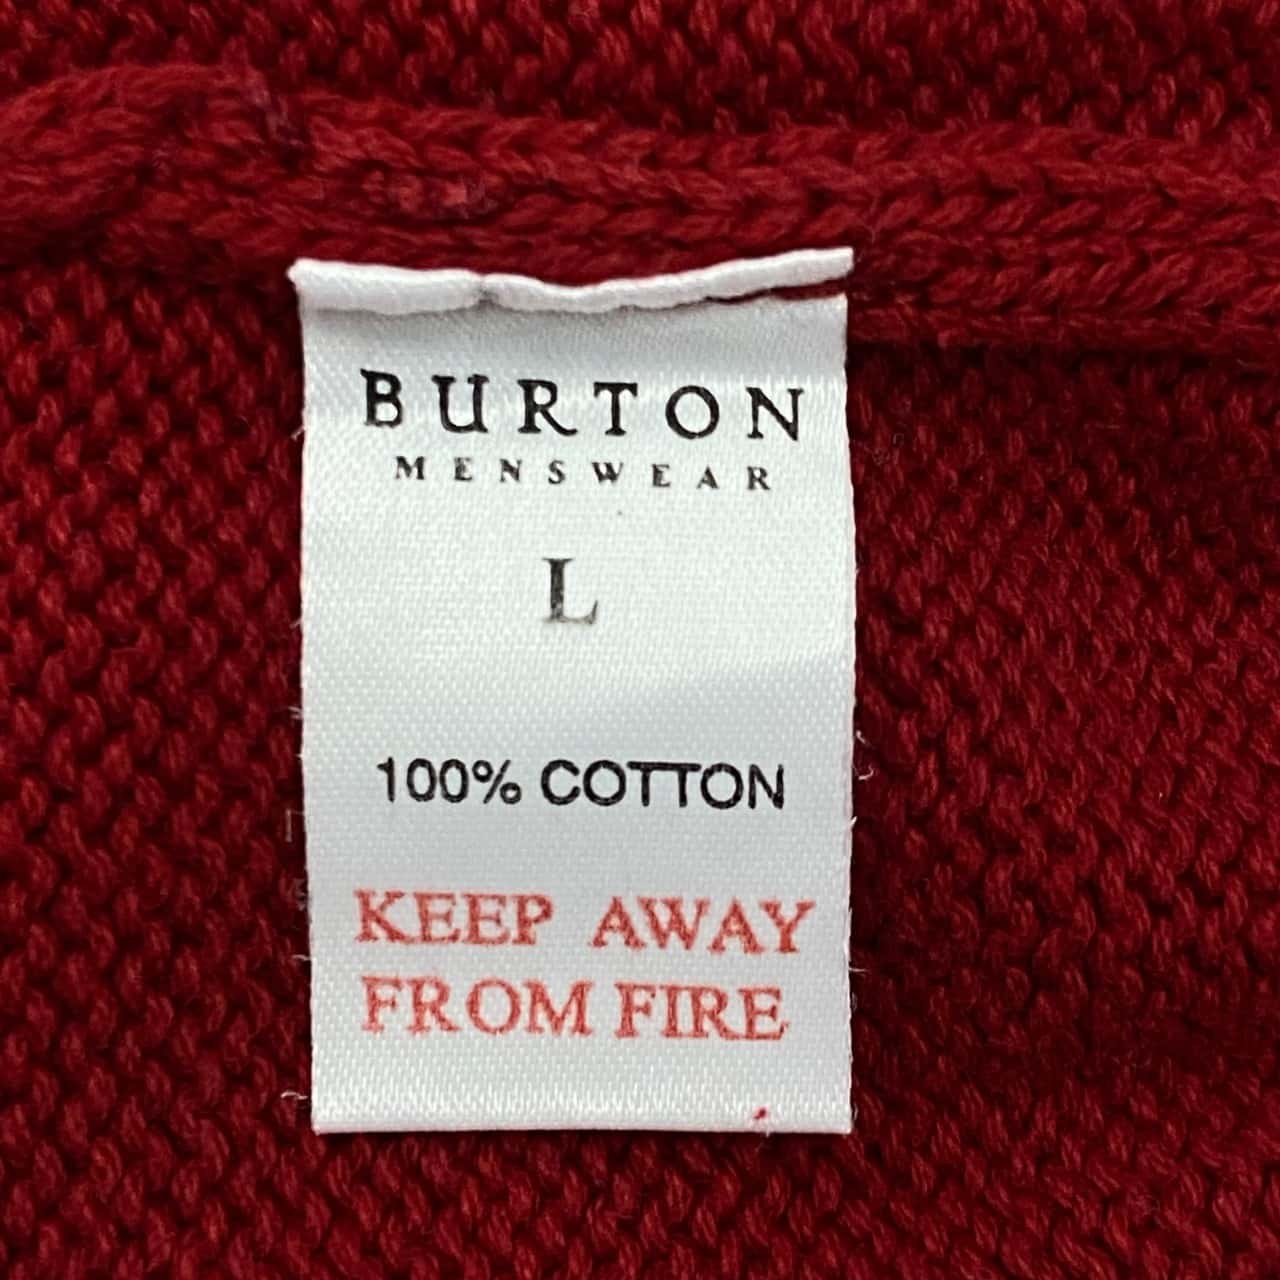 BURTON
MENSWEAR
L
100% COTTON
KEEP AWAY
FROM FIRE